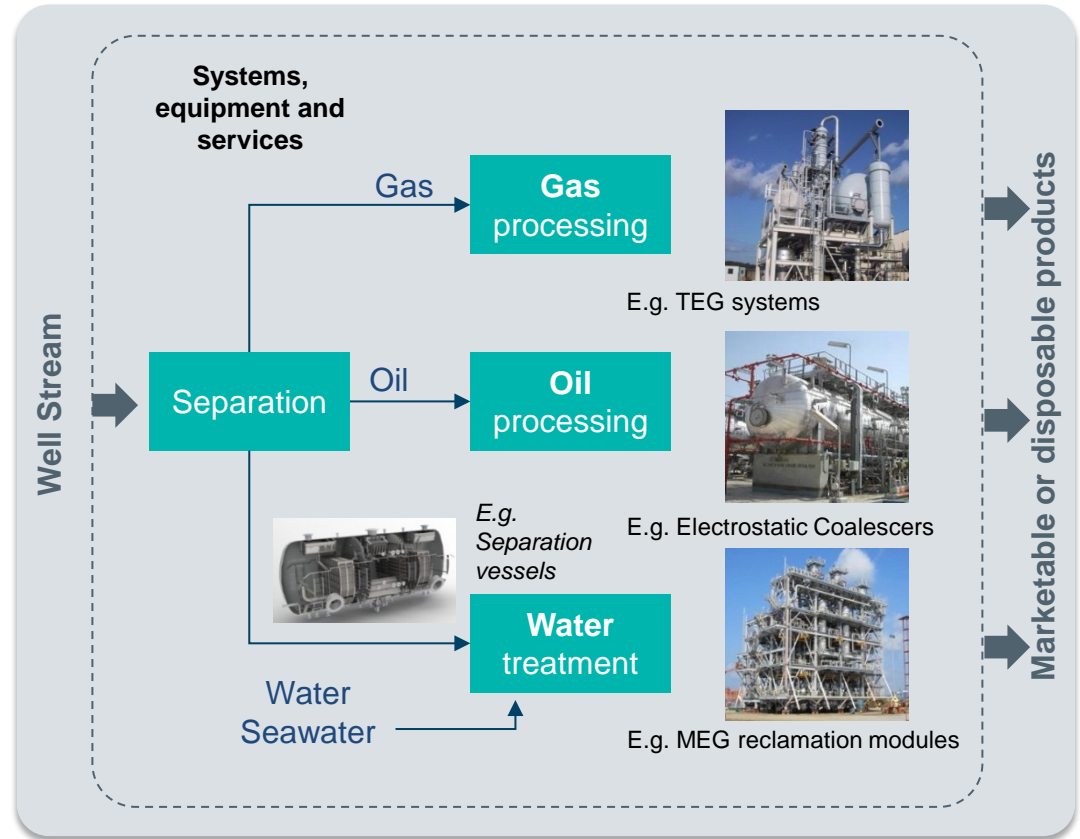 Systems,
equipment and
services
Well Stream
Separation
Gas
Gas
processing
E.g. TEG systems
Oil
Oil
processing
E.g. Electrostatic Coalescers
E.g.
Separation
vessels
Water
treatment
Water
Seawater
E.g. MEG reclamation modules
Marketable or disposable products